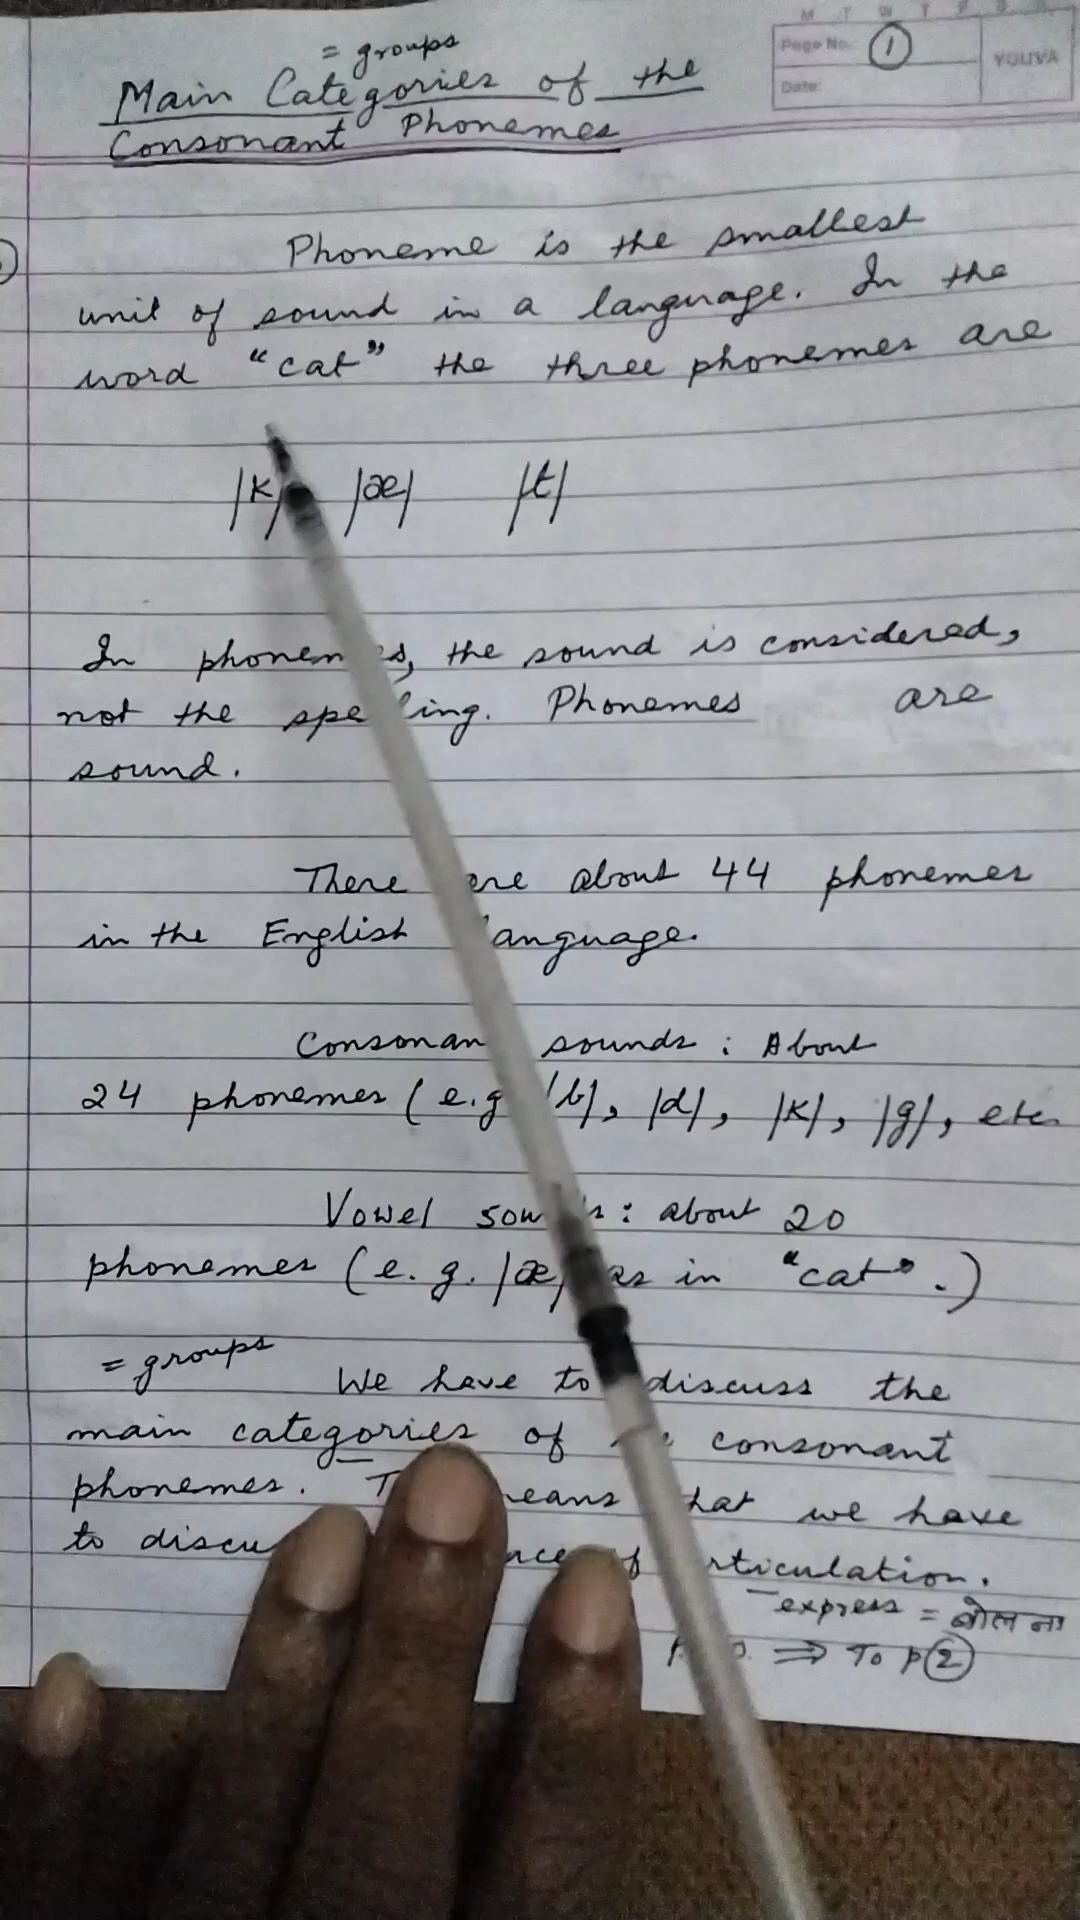 M T W T F S S
Page No.: 1
YOUVA
Date:
= groups
Main Categories of the
Consonant Phonemes
Phoneme is the smallest
unit of sound in a language. In the
word "cat" the three phonemes are
/k/ /æ/ /t/
In phonemes, the sound is considered,
not the spelling. Phonemes are
sound.
There are about 44 phonemes
in the English language.
Consonant sounds : About
24 phonemes (e.g. /b/, /d/, /k/, /g/, etc.
Vowel sounds : about 20
phonemes (e. g. /æ/ as in "cat".)
= groups
We have to discuss the
main categories of the consonant
phonemes. means that we have
to discuss of articulation.
express = बोलना
⇒ To p 2